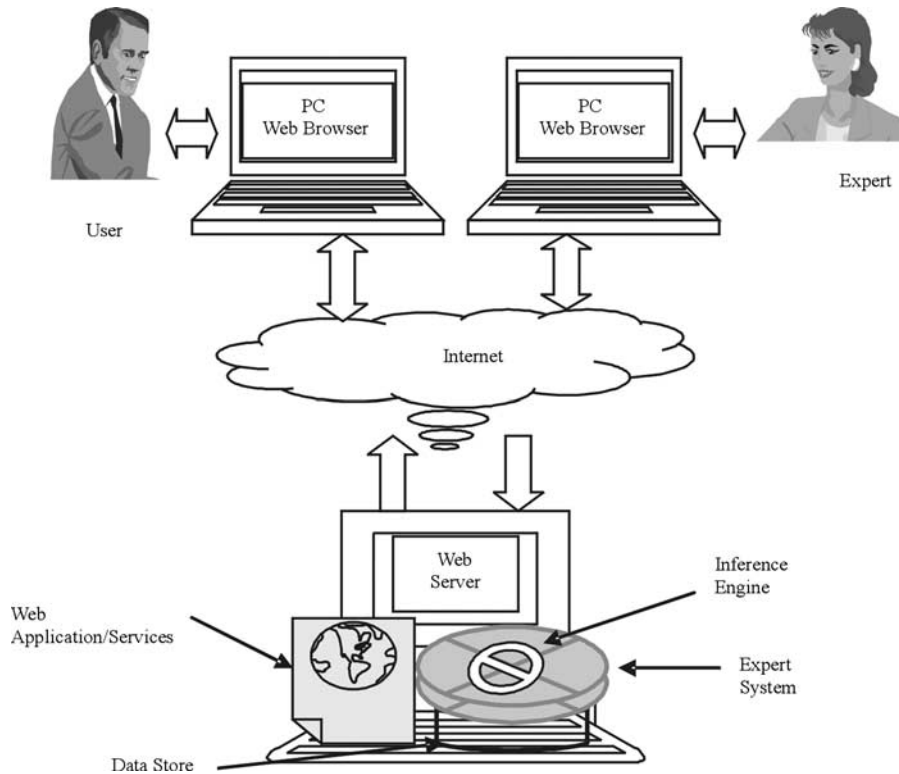 PC
Web Browser
PC
Web Browser
User
Expert
Internet
Web
Server
Inference
Engine
Web
Application/Services
Expert
System
Data Store